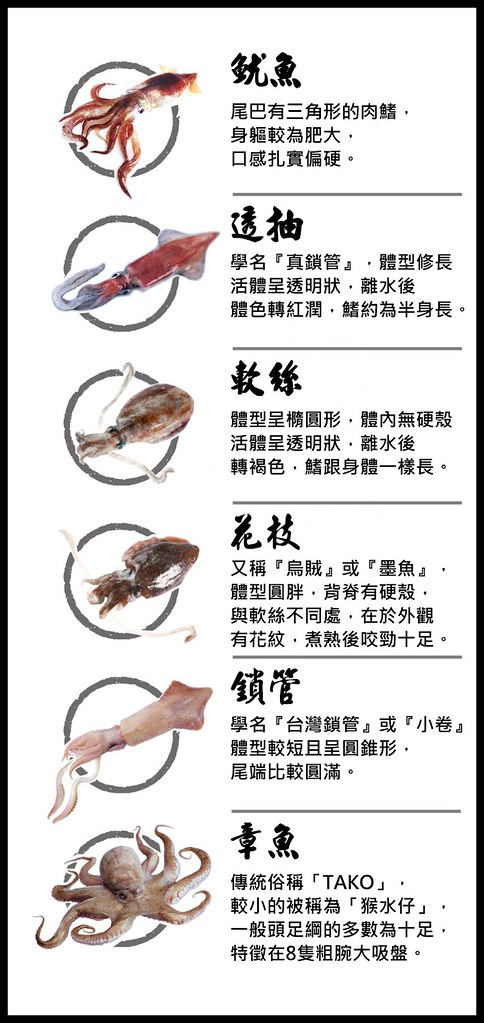 魷魚
尾巴有三角形的肉鰭，
身軀較為肥大，
口感扎實偏硬。
透抽
學名『真鎖管』，體型修長
活體呈透明狀，離水後
體色轉紅潤，鰭約為半身長。
軟絲
體型呈橢圓形，體內無硬殼
活體呈透明狀，離水後
轉褐色，鰭跟身體一樣長。
花枝
又稱『烏賊』或『墨魚』，
體型圓胖，背脊有硬殼，
與軟絲不同處，在於外觀
有花紋，煮熟後咬勁十足。
鎖管
學名『台灣鎖管』或『小卷』
體型較短且呈圓錐形，
尾端比較圓滿。
章魚
傳統俗稱「TAKO」，
較小的被稱為「猴水仔」，
一般頭足綱的多數為十足，
特徵在8隻粗腕大吸盤。